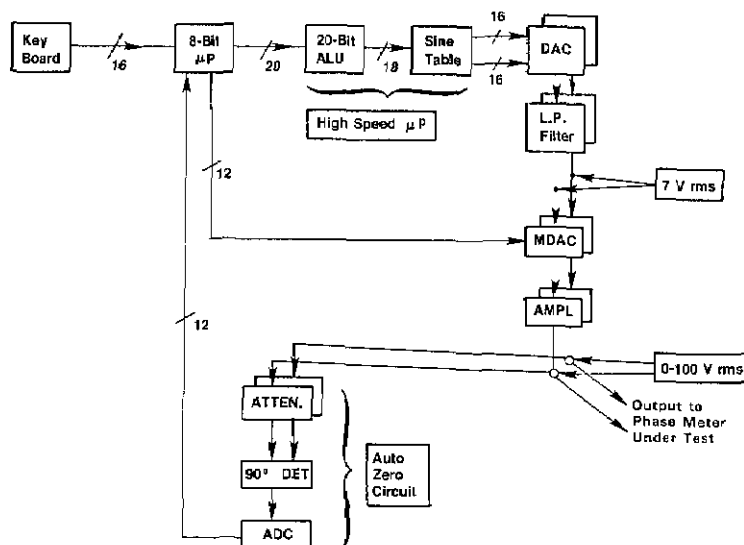 Key
Board
16
8-Bit
μP
20
20-Bit
ALU
18
Sine
Table
16
16
DAC
High Speed μP
L.P.
Filter
12
7 V rms
MDAC
12
AMPL
0-100 V rms
ATTEN.
Output to
Phase Meter
Under Test
90° DET
Auto
Zero
Circuit
ADC